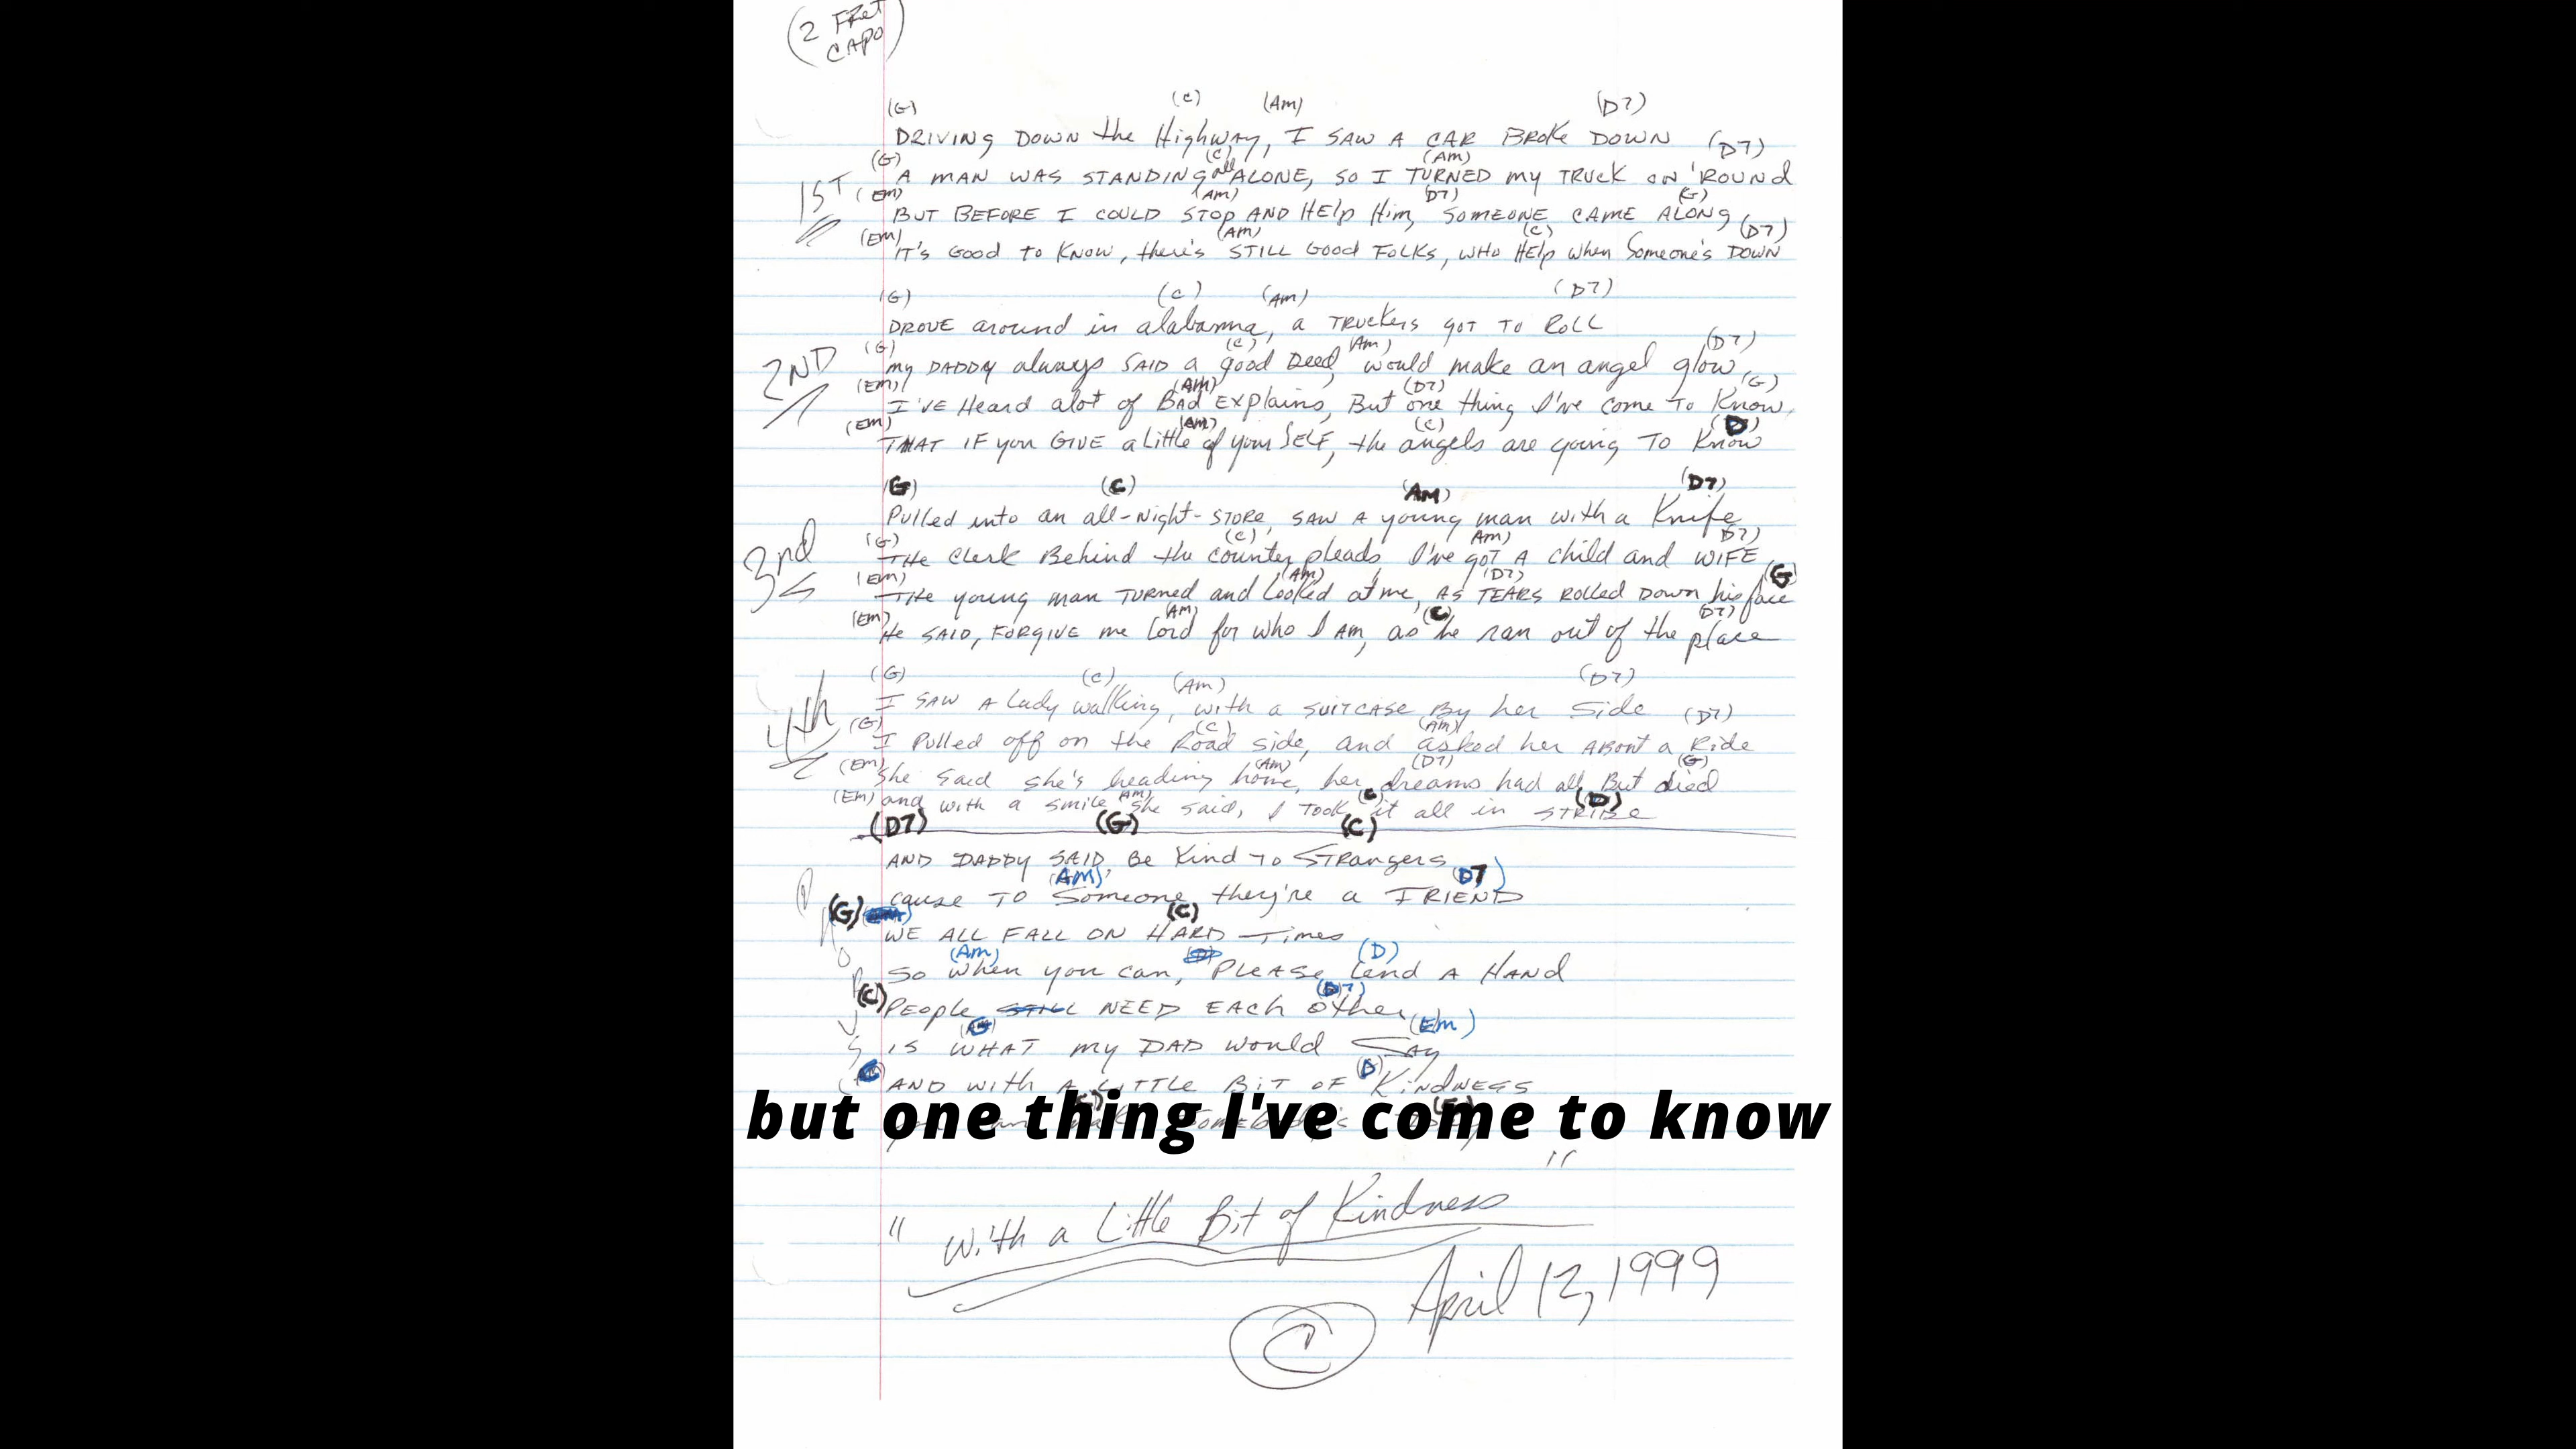 (2 FRET
CAPO)
(G) (C) (Am) (D7)
DRIVING DOWN the HigHWAY, I SAW A CAR BROKE DOWN (D7)
(G) (C) (Am)
A MAN WAS STANDING all ALONE, SO I TURNED my TRUCK ON 'ROUND
1ST (Em) (Am) (D7) (G)
BUT BEFORE I COULD STOP AND HElp Him, SOMEONE CAME ALONG (D7)
(Em) (Am) (C)
IT'S GOOD TO KNOW, there's STILL GOOD FOLKS, WHO HElp when Someone's DOWN
(G) (C) (Am) (D7)
DROVE around in alabama, a TRUCKERS GOT TO ROLL
2ND (G) (C) (Am) (D7)
my DADDY always SAID a good Deed, would make an angel glow,
(Em) (Am) (D7) (G)
I'VE Heard alot of BAD EXplains, But one thing I've come To Know,
(Em) (Am) (C) (D)
THAT IF you GIVE a Little of your SELF, the angels are going TO Know
(G) (C) (AM) (D7)
Pulled into an all-Night-STORE, SAW A young man with a Knife,
3rd (G) (C) (Am) (D7)
THE Clerk Behind the counter pleads, I've got A child and WIFE
(Em) (Am) (D7) (G)
THE young man TURNED and Looked at me, AS TEARS ROLLED DOWN his face
(Em) (AM) (C) (D7)
He SAID, FORGIVE me Lord for who I AM, as he ran out of the place
(G) (C) (Am) (D7)
4th I SAW A Lady walking, with a SUITCASE By her Side (D7)
(G) (C) (Am)
I Pulled off on the Road side, and asked her ABOUT a Ride
(Em) (Am) (D7) (G)
She Said she's heading home, her dreams had all But died
(Em) (AM) (C) (D)
and with a smile she said, I TOOK it all in STRIDE
(D7) (G) (C)
AND DADDY SAID, Be Kind TO STRangers
(AM) (D7)
cause TO Someone they're a FRIEND
(G) (C)
WE ALL FALL ON HARD Times
(Am) (D)
SO when you can, PLEASE Lend A HAND
(C) (D7)
PEOple STILL NEED EACH other
(G) (Em)
IS WHAT my DAD would SAY
(C) (D)
AND with A LITTLE BIT OF KINDNESS
but one thing I've come to know
"With a Little Bit of Kindness"
April 12, 1999
©